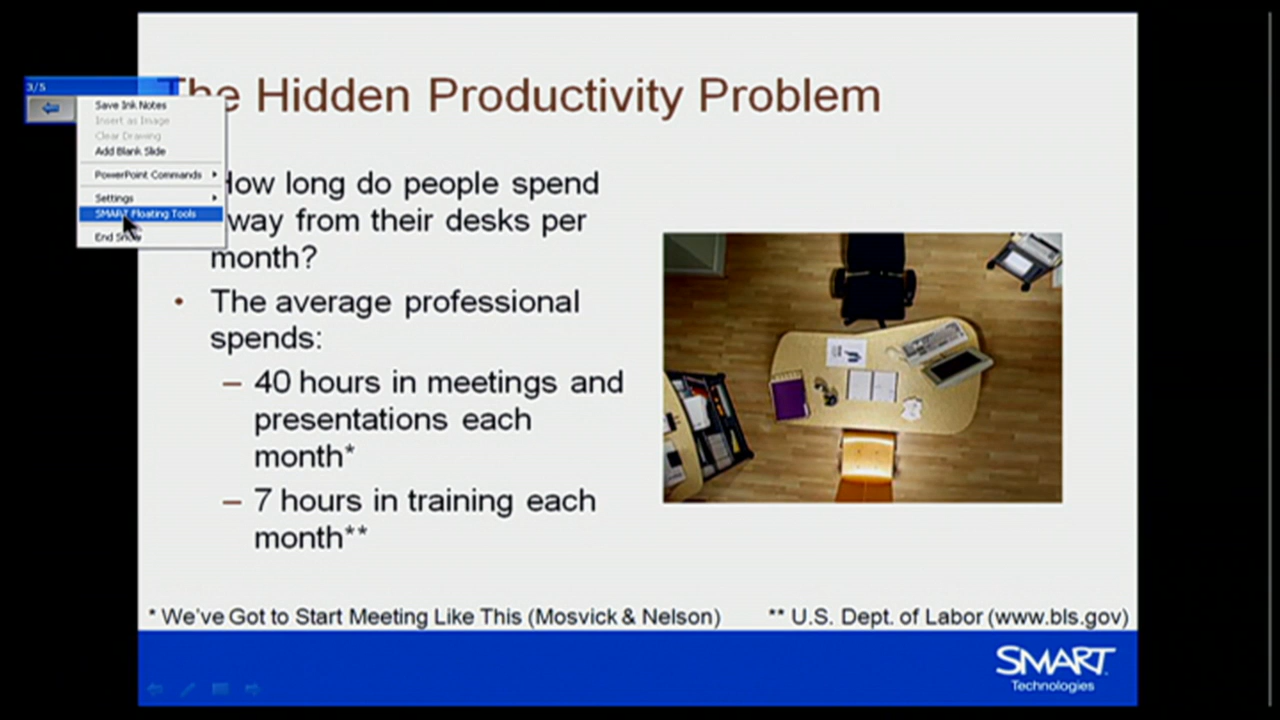 3/5
The Hidden Productivity Problem
Save Ink Notes
Insert as Image
Clear Drawing
Add Blank Slide
PowerPoint Commands
Settings
SMART Floating Tools
End Show
How long do people spend
away from their desks per
month?
• The average professional
spends:
– 40 hours in meetings and
presentations each
month*
– 7 hours in training each
month**
* We've Got to Start Meeting Like This (Mosvick & Nelson)
** U.S. Dept. of Labor (www.bls.gov)
SMART
Technologies